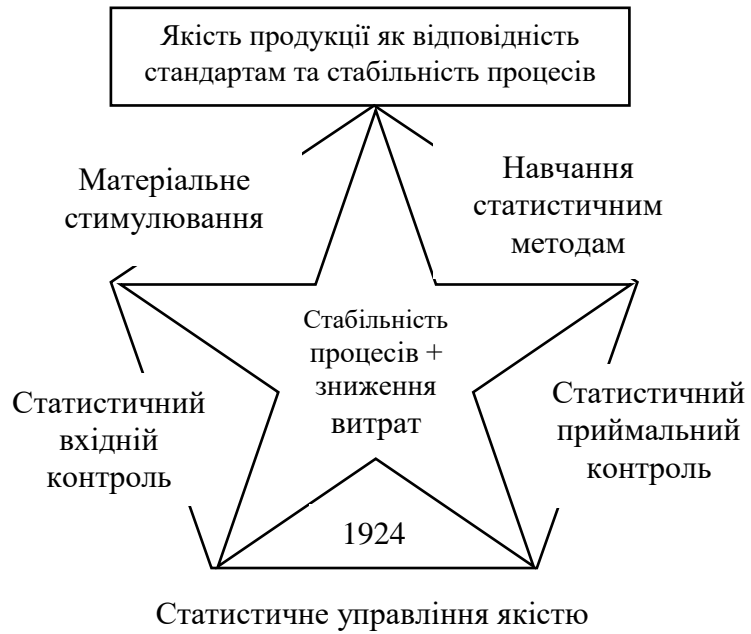 Якість продукції як відповідність
стандартам та стабільність процесів
Матеріальне
стимулювання
Навчання
статистичним
методам
Стабільність
процесів +
зниження
витрат
Статистичний
вхідній
контроль
Статистичний
приймальний
контроль
1924
Статистичне управління якістю